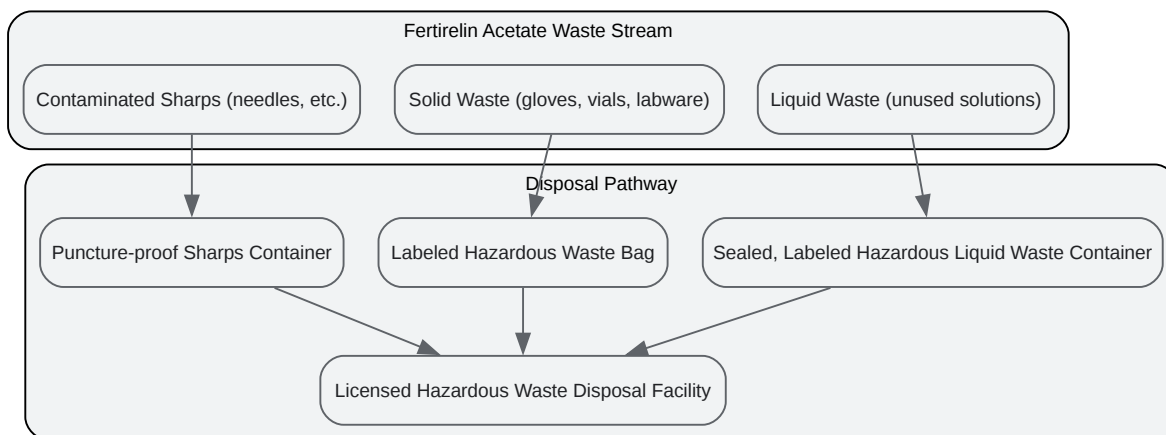 Fertirelin Acetate Waste Stream
Contaminated Sharps (needles, etc.)
Solid Waste (gloves, vials, labware)
Liquid Waste (unused solutions)
Disposal Pathway
Puncture-proof Sharps Container
Labeled Hazardous Waste Bag
Sealed, Labeled Hazardous Liquid Waste Container
Licensed Hazardous Waste Disposal Facility